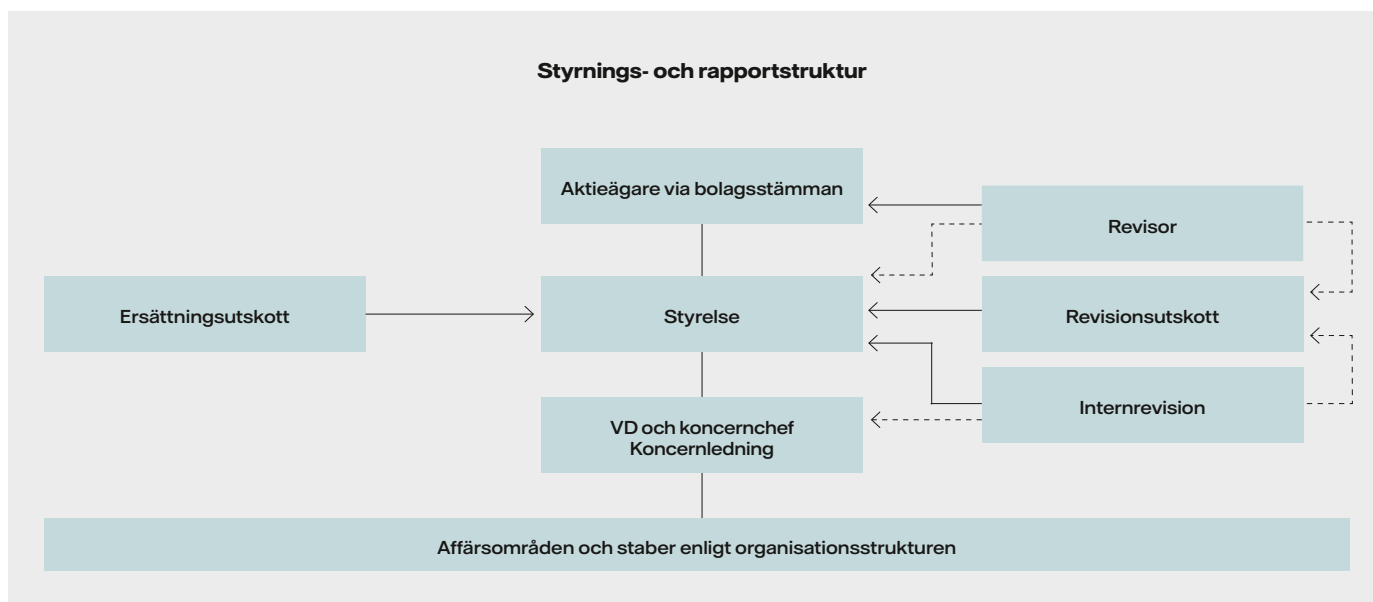 Styrnings- och rapportstruktur
Aktieägare via bolagsstämman
Revisor
Ersättningsutskott
Styrelse
Revisionsutskott
Internrevision
VD och koncernchef
Koncernledning
Affärsområden och staber enligt organisationsstrukturen